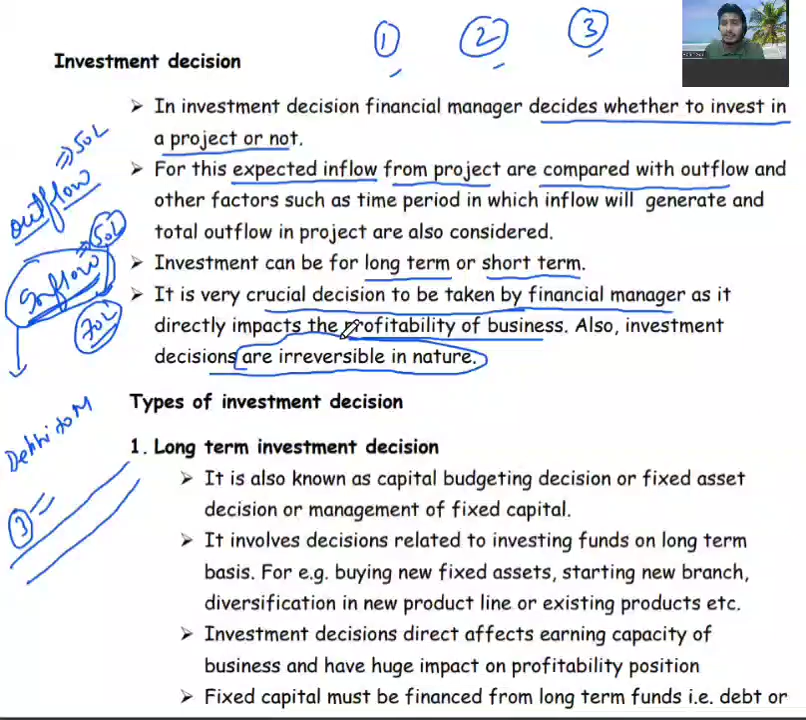 ① ② ③
Investment decision
➢ In investment decision financial manager decides whether to invest in
a project or not.
➢ For this expected inflow from project are compared with outflow and
other factors such as time period in which inflow will generate and
total outflow in project are also considered.
➢ Investment can be for long term or short term.
➢ It is very crucial decision to be taken by financial manager as it
directly impacts the profitability of business. Also, investment
decisions are irreversible in nature.
outflow ⇒ 50L
Inflow ⇒ 50L
70L
Types of investment decision
1. Long term investment decision
➢ It is also known as capital budgeting decision or fixed asset
decision or management of fixed capital.
➢ It involves decisions related to investing funds on long term
basis. For e.g. buying new fixed assets, starting new branch,
diversification in new product line or existing products etc.
➢ Investment decisions direct affects earning capacity of
business and have huge impact on profitability position
➢ Fixed capital must be financed from long term funds i.e. debt or
③ =